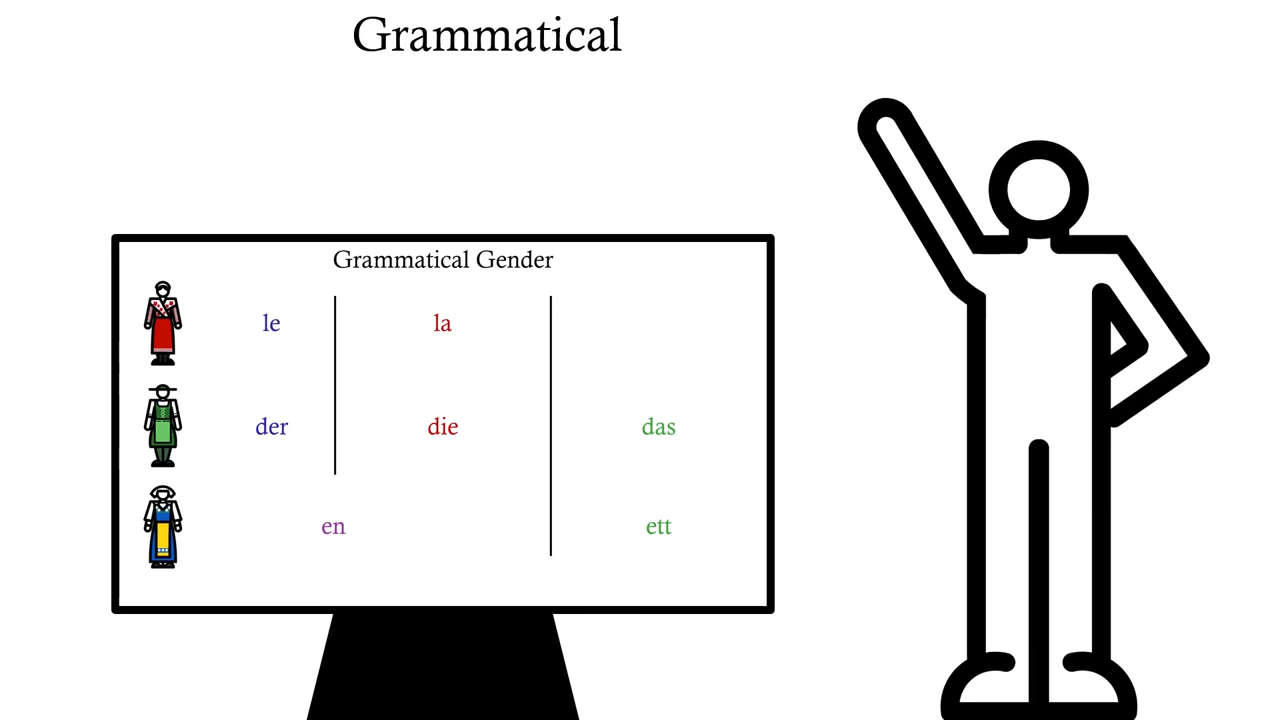 Grammatical
Grammatical Gender
le la
der die das
en ett